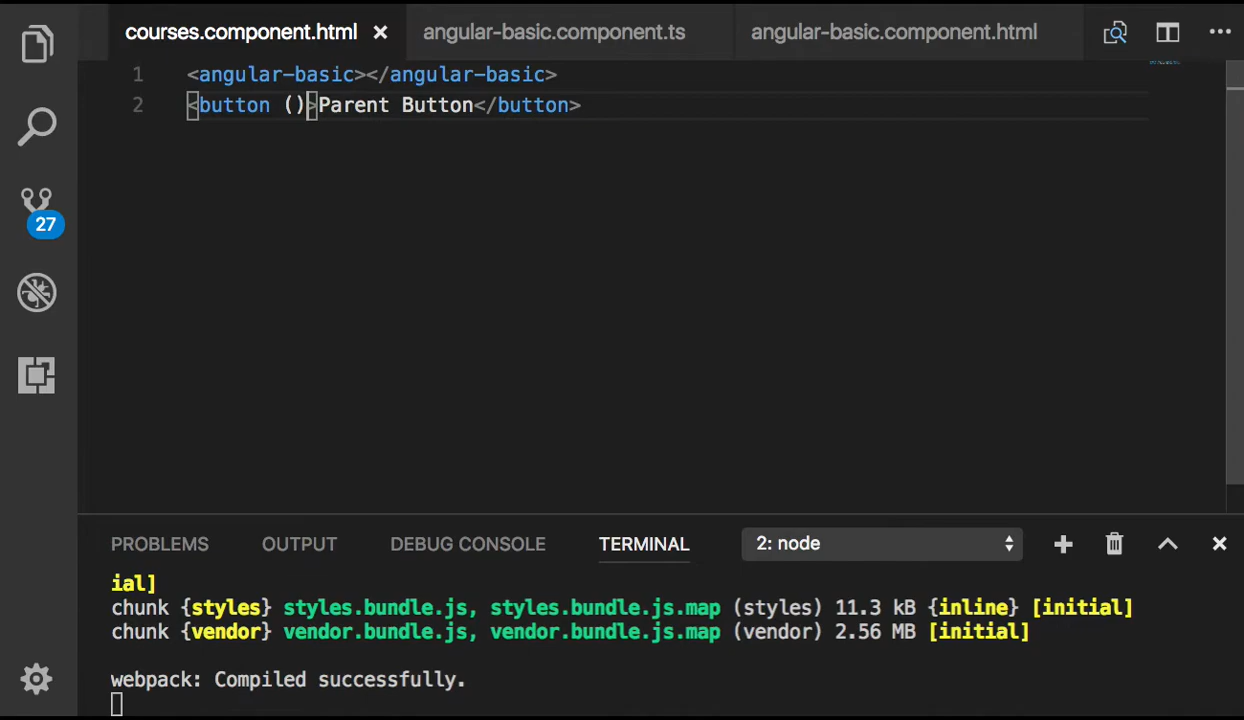 courses.component.html × angular-basic.component.ts angular-basic.component.html ...
1 <angular-basic></angular-basic>
2 <button ()>Parent Button</button>
27
PROBLEMS OUTPUT DEBUG CONSOLE TERMINAL 2: node
ial]
chunk {styles} styles.bundle.js, styles.bundle.js.map (styles) 11.3 kB {inline} [initial]
chunk {vendor} vendor.bundle.js, vendor.bundle.js.map (vendor) 2.56 MB [initial]
webpack: Compiled successfully.